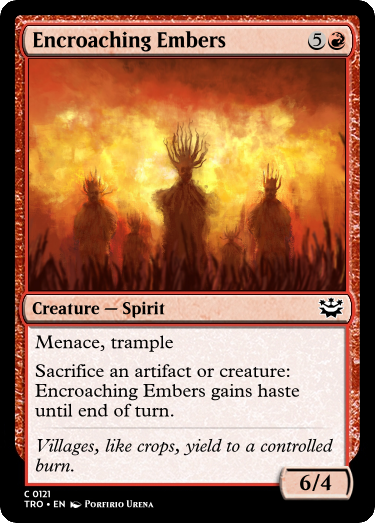 Encroaching Embers 5
Creature — Spirit
Menace, trample
Sacrifice an artifact or creature:
Encroaching Embers gains haste
until end of turn.
Villages, like crops, yield to a controlled
burn.
6/4
C 0121
TRO • EN Porfirio Urena